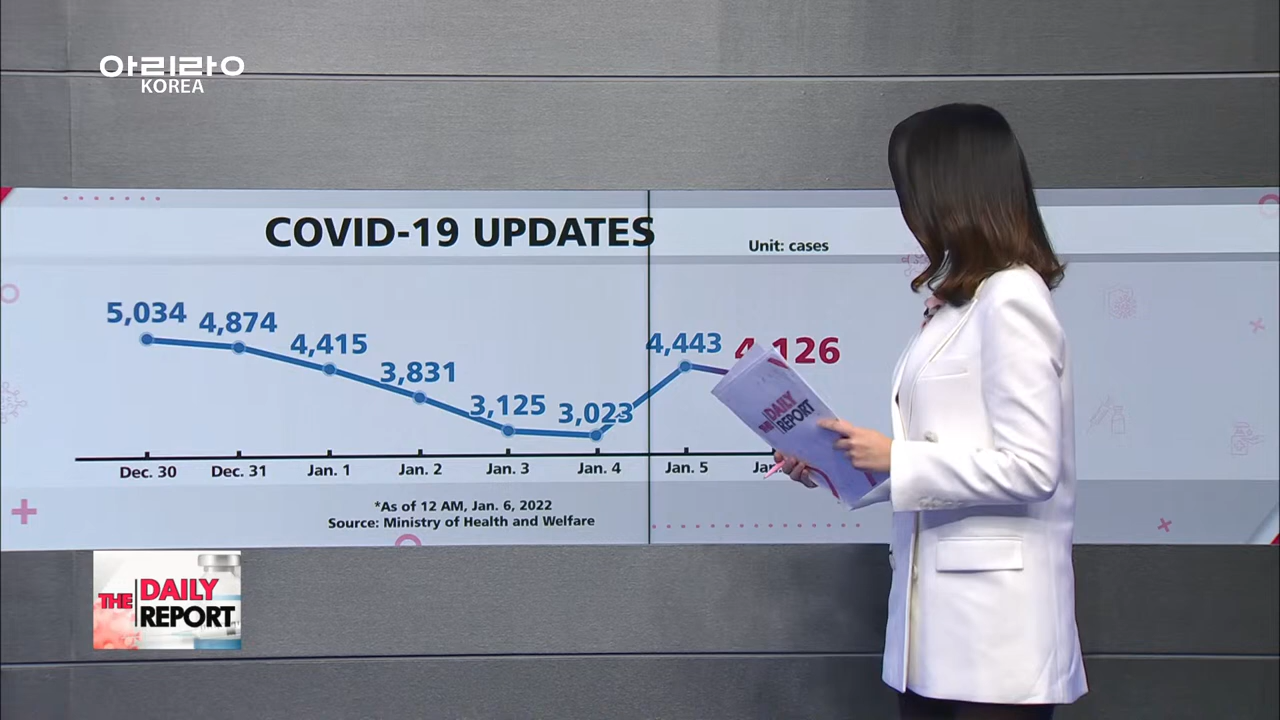 아리랑
KOREA
COVID-19 UPDATES
Unit: cases
5,034 4,874 4,415 3,831 3,125 3,023 4,443 4,126
Dec. 30 Dec. 31 Jan. 1 Jan. 2 Jan. 3 Jan. 4 Jan. 5
*As of 12 AM, Jan. 6, 2022
Source: Ministry of Health and Welfare
THE DAILY REPORT
THE
DAILY
REPORT